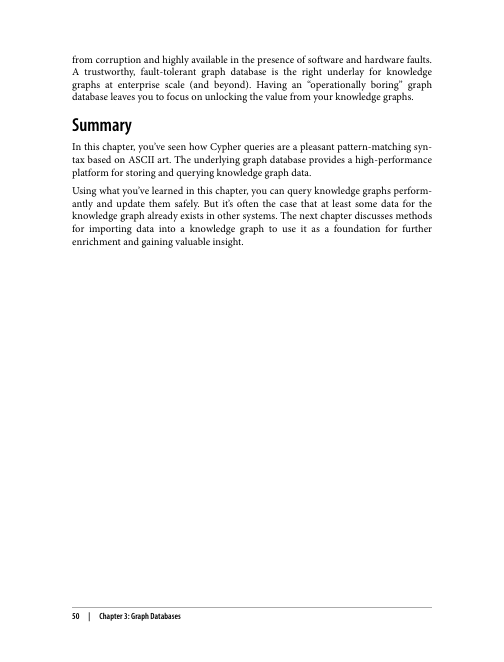 from corruption and highly available in the presence of software and hardware faults.
A trustworthy, fault-tolerant graph database is the right underlay for knowledge
graphs at enterprise scale (and beyond). Having an “operationally boring” graph
database leaves you to focus on unlocking the value from your knowledge graphs.
Summary
In this chapter, you’ve seen how Cypher queries are a pleasant pattern-matching syn-
tax based on ASCII art. The underlying graph database provides a high-performance
platform for storing and querying knowledge graph data.
Using what you’ve learned in this chapter, you can query knowledge graphs perform-
antly and update them safely. But it’s often the case that at least some data for the
knowledge graph already exists in other systems. The next chapter discusses methods
for importing data into a knowledge graph to use it as a foundation for further
enrichment and gaining valuable insight.
50 | Chapter 3: Graph Databases